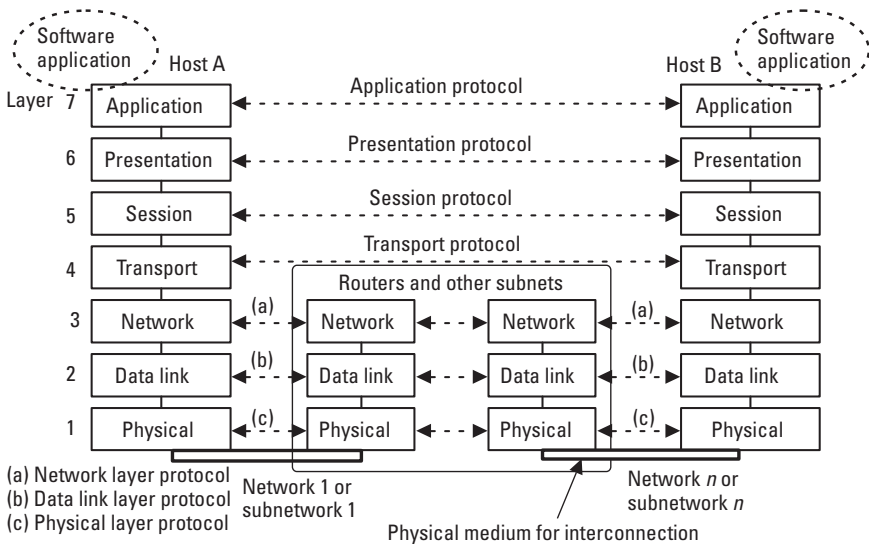 Software
application
Host A
Host B
Software
application
Layer 7 Application
Application protocol
Application
6 Presentation
Presentation protocol
Presentation
5 Session
Session protocol
Session
4 Transport
Transport protocol
Transport
Routers and other subnets
3 Network
(a)
Network
Network
(a)
Network
2 Data link
(b)
Data link
Data link
(b)
Data link
1 Physical
(c)
Physical
Physical
(c)
Physical
(a) Network layer protocol
(b) Data link layer protocol
(c) Physical layer protocol
Network 1 or
subnetwork 1
Network n or
subnetwork n
Physical medium for interconnection